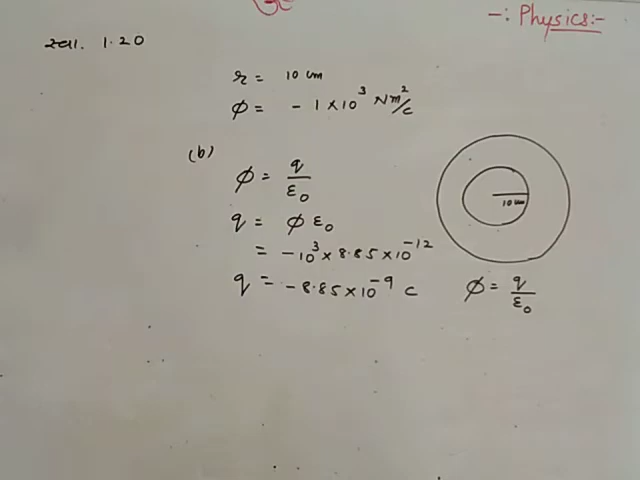 -: Physics:-
स्वा. 1.20
r = 10 cm
ϕ = - 1 × 10³ Nm²/c
(b)
ϕ = q/ε₀
q = ϕ ε₀
= - 10³ × 8.85 × 10⁻¹²
q = - 8.85 × 10⁻⁹ c
10 cm
ϕ = q/ε₀